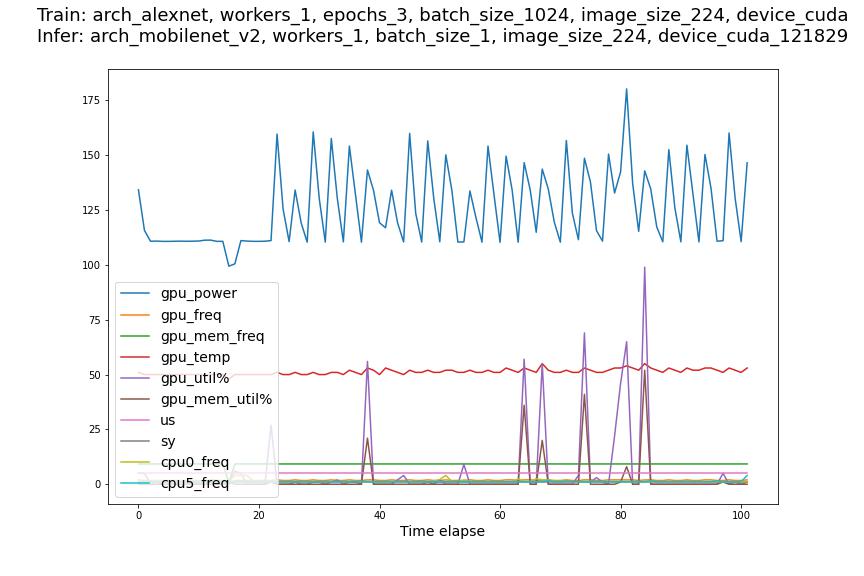 Train: arch_alexnet, workers_1, epochs_3, batch_size_1024, image_size_224, device_cuda
Infer: arch_mobilenet_v2, workers_1, batch_size_1, image_size_224, device_cuda_121829
175
150
125
100
75
50
25
0
gpu_power
gpu_freq
gpu_mem_freq
gpu_temp
gpu_util%
gpu_mem_util%
us
sy
cpu0_freq
cpu5_freq
0 20 40 60 80 100
Time elapse